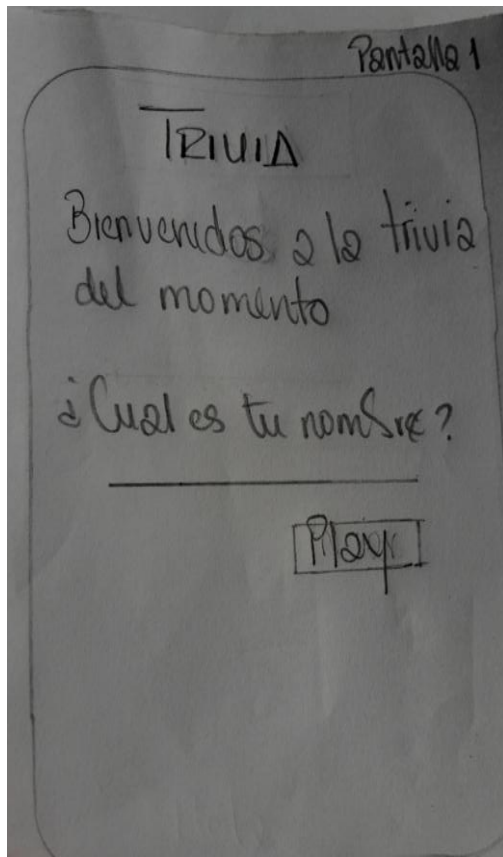 Pantalla 1
TRIVIA
Bienvenidos a la trivia
del momento
¿Cual es tu nombre?
Play